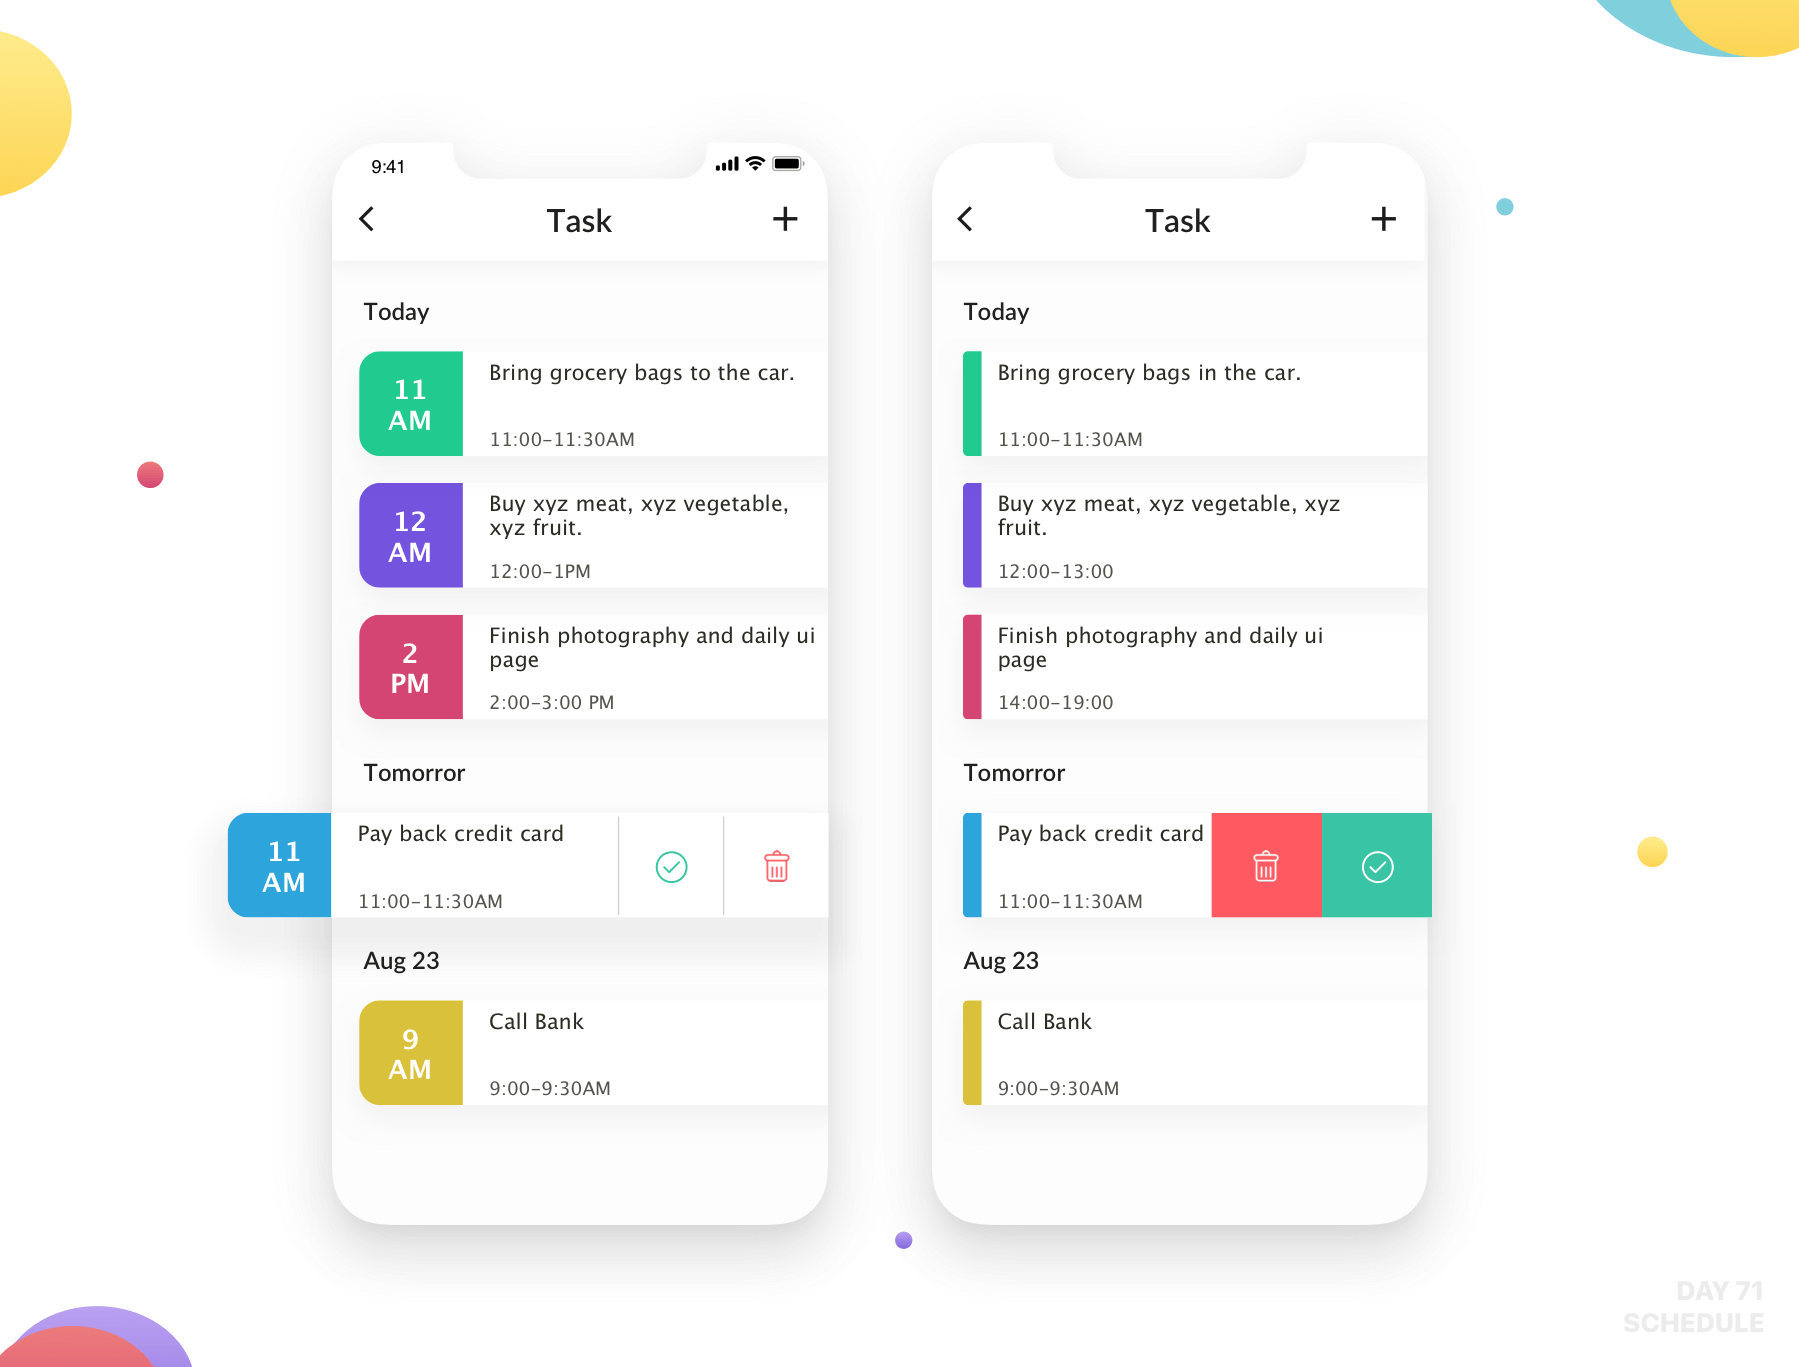 9:41
Task
Today
11
AM
Bring grocery bags to the car.
11:00-11:30AM
12
AM
Buy xyz meat, xyz vegetable,
xyz fruit.
12:00-1PM
2
PM
Finish photography and daily ui
page
2:00-3:00 PM
Tomorror
11
AM
Pay back credit card
11:00-11:30AM
Aug 23
9
AM
Call Bank
9:00-9:30AM
Task
Today
Bring grocery bags in the car.
11:00-11:30AM
Buy xyz meat, xyz vegetable, xyz
fruit.
12:00-13:00
Finish photography and daily ui
page
14:00-19:00
Tomorror
Pay back credit card
11:00-11:30AM
Aug 23
Call Bank
9:00-9:30AM
DAY 71
SCHEDULE